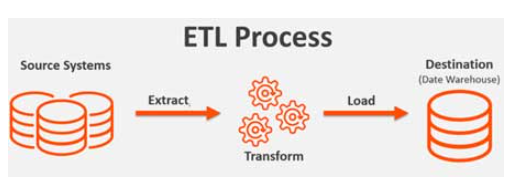 ETL Process
Source Systems
Extract
Transform
Load
Destination
(Date Warehouse)